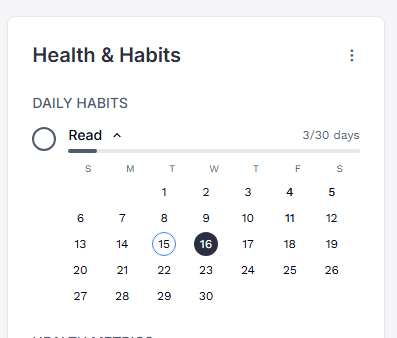 Health & Habits
DAILY HABITS
Read 3/30 days
S M T W T F S
1 2 3 4 5
6 7 8 9 10 11 12
13 14 15 16 17 18 19
20 21 22 23 24 25 26
27 28 29 30
HEALTH METRICS